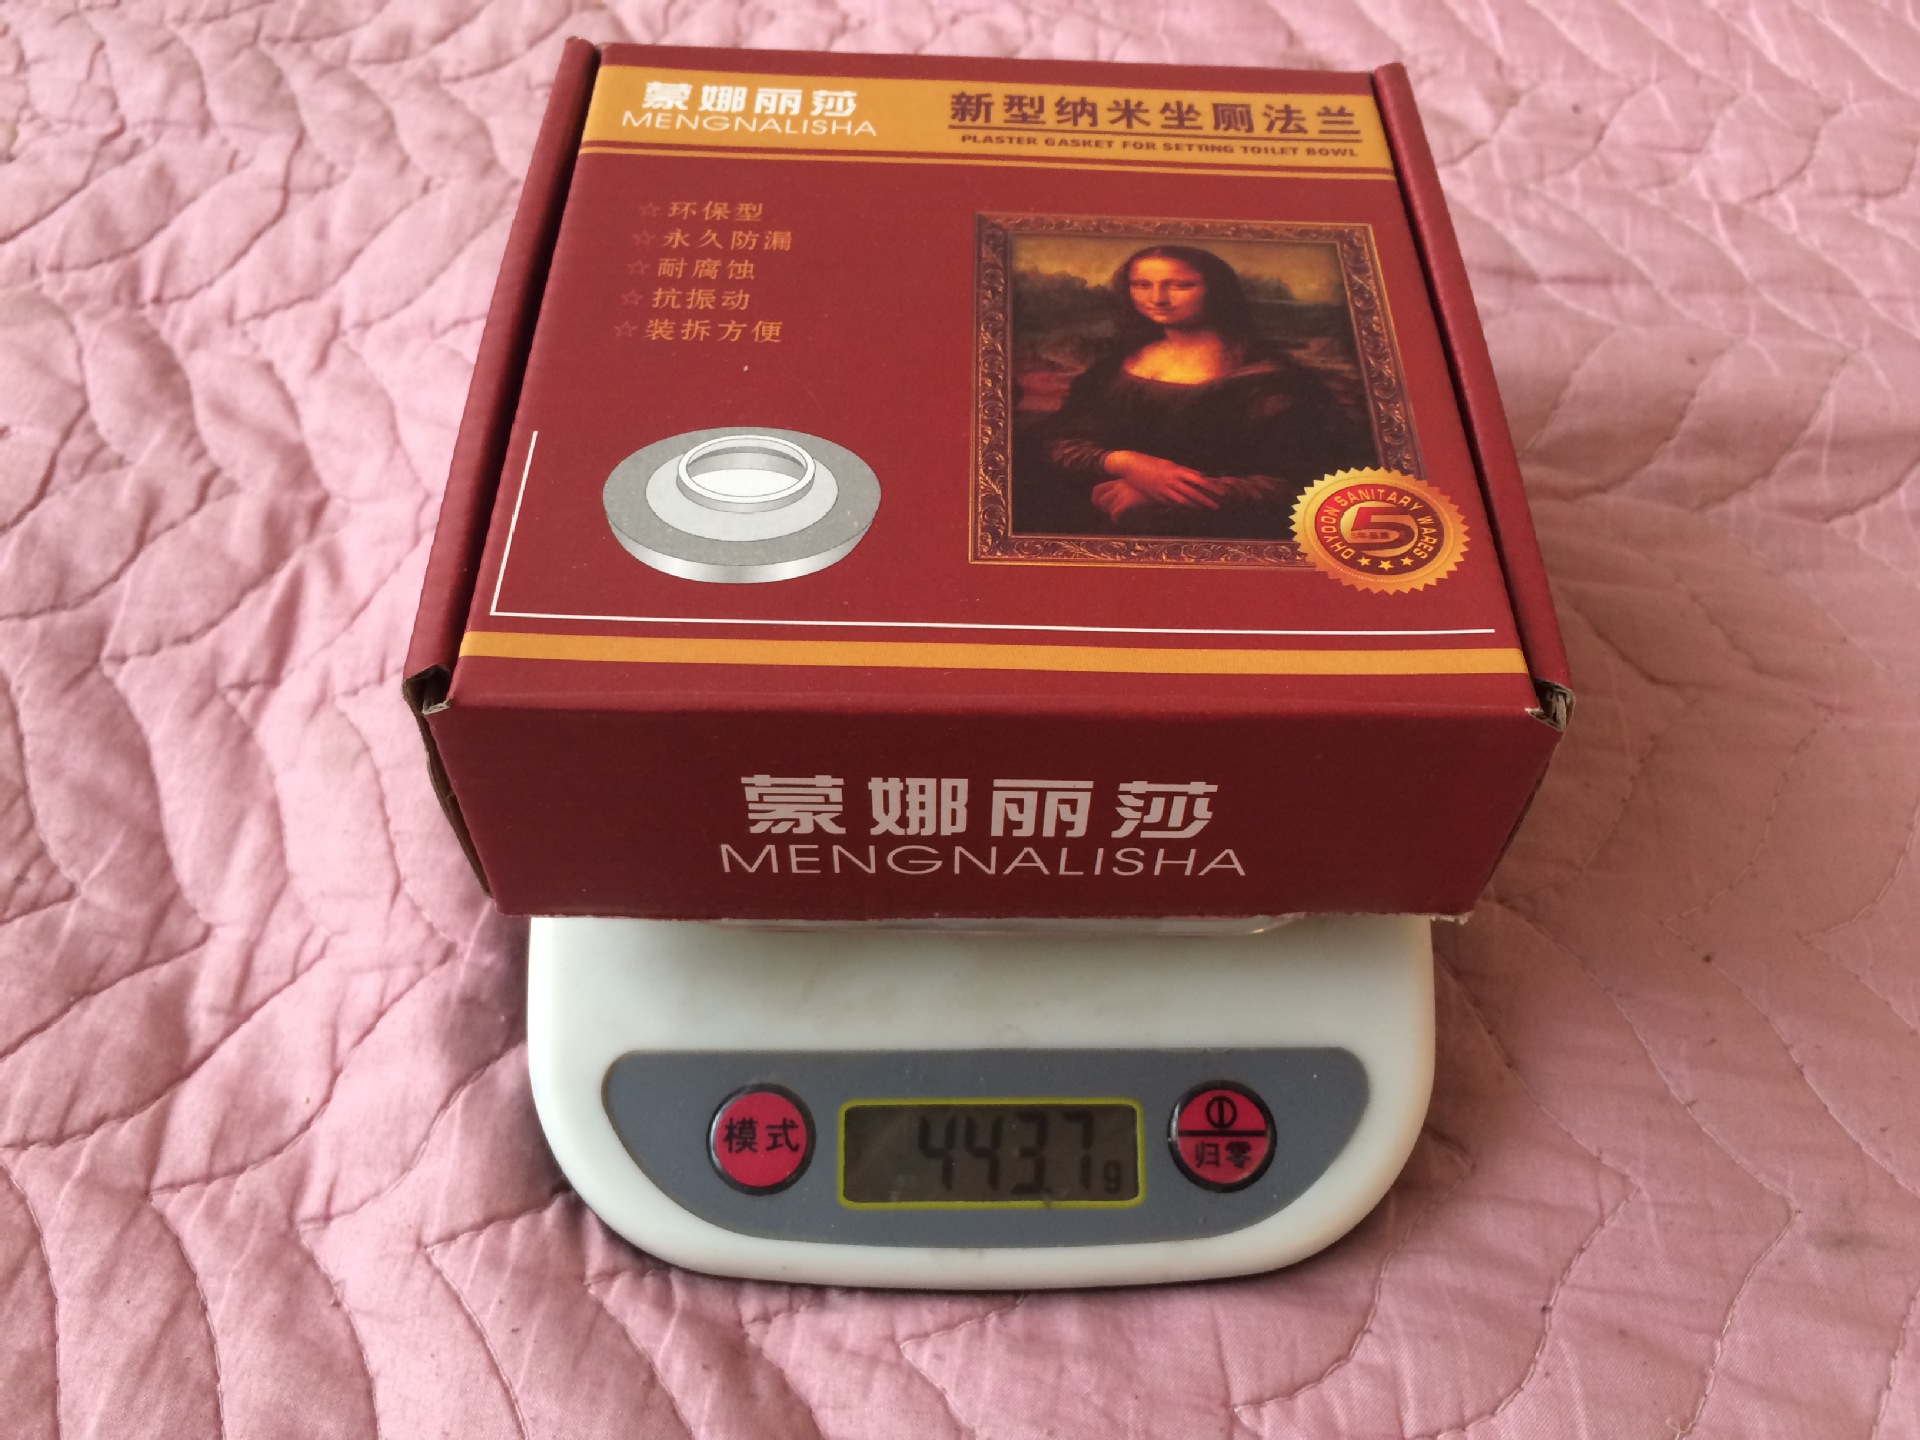 蒙娜丽莎
MENGNALISHA
新型纳米坐厕法兰
PLASTER GASKET FOR SETTING TOILET BOWL
☆环保型
☆永久防漏
☆耐腐蚀
☆抗振动
☆装拆方便
DHYOON SANITARY WARES
5
蒙娜丽莎
MENGNALISHA
模式
443.7g
归零